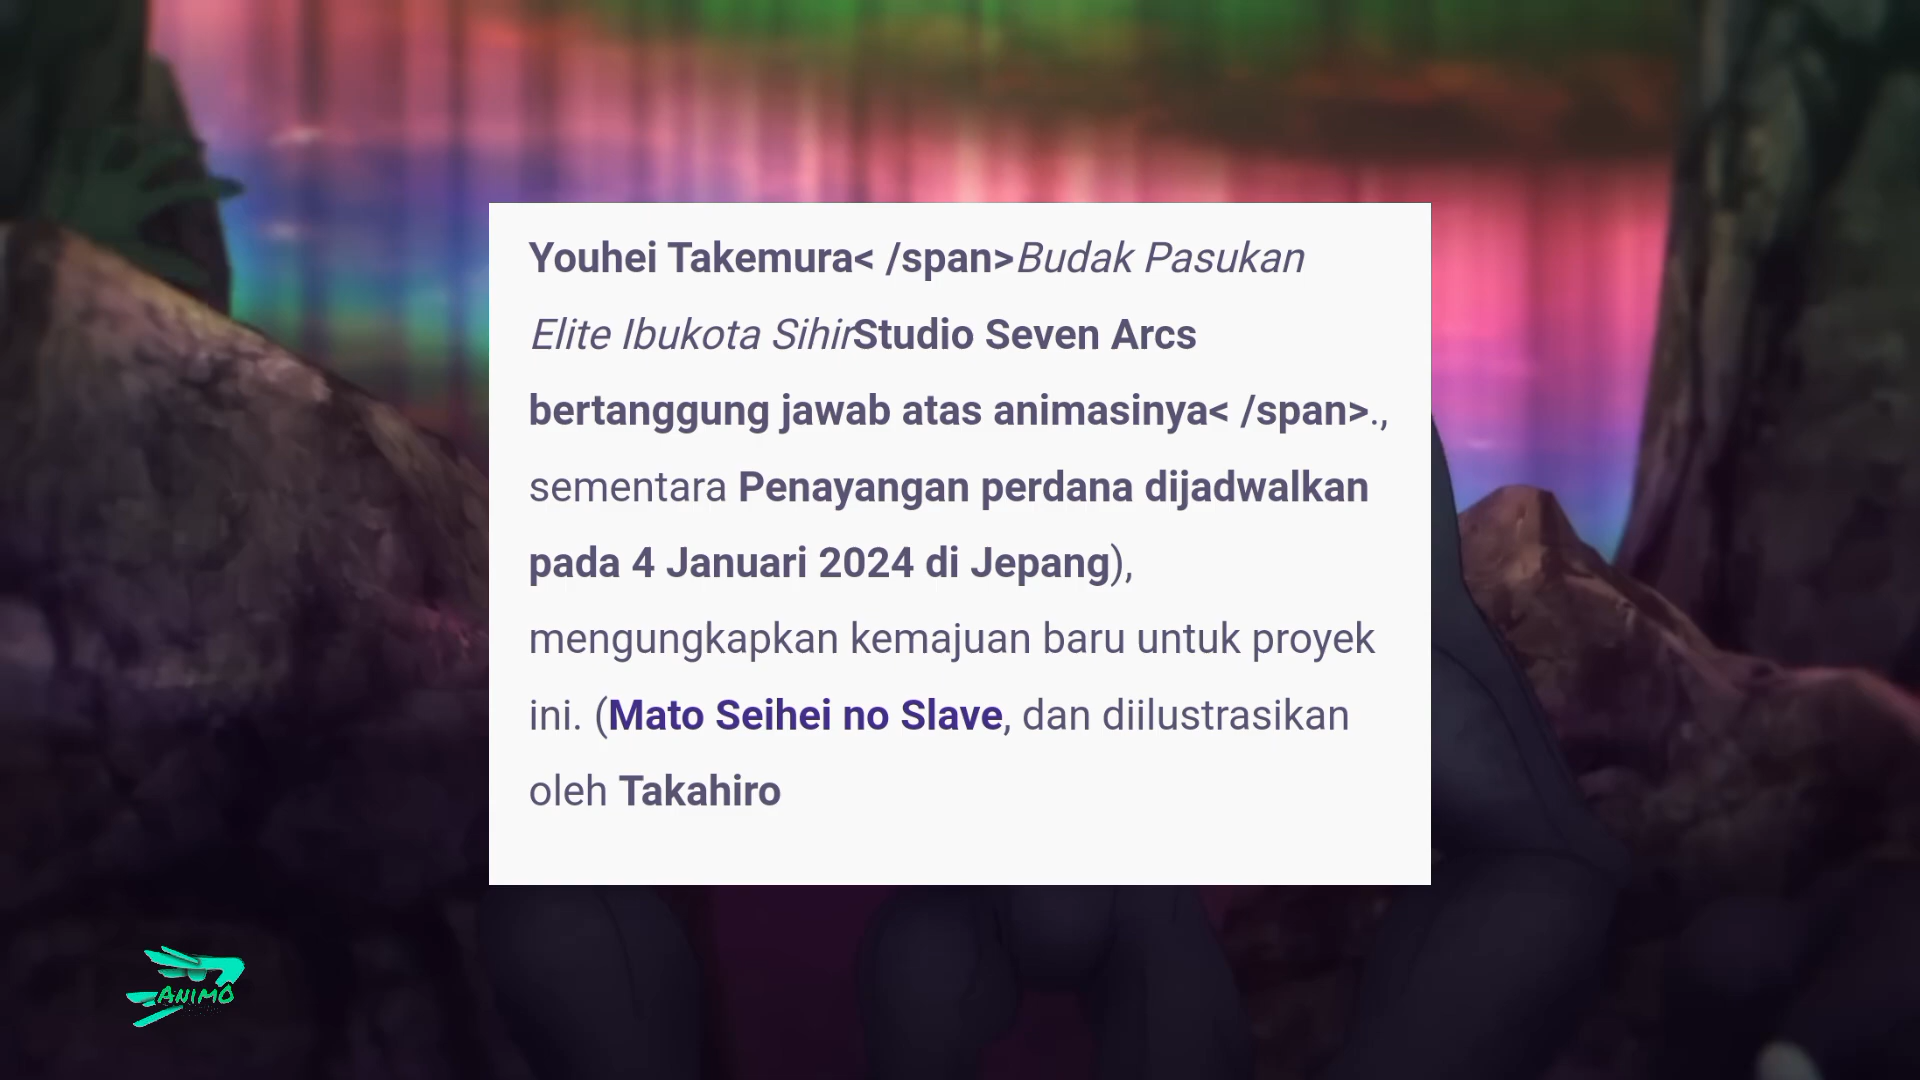 Youhei Takemura< /span>Budak Pasukan
Elite Ibukota SihirStudio Seven Arcs
bertanggung jawab atas animasinya< /span>.,
sementara Penayangan perdana dijadwalkan
pada 4 Januari 2024 di Jepang),
mengungkapkan kemajuan baru untuk proyek
ini. (Mato Seihei no Slave, dan diilustrasikan
oleh Takahiro
ANIMO